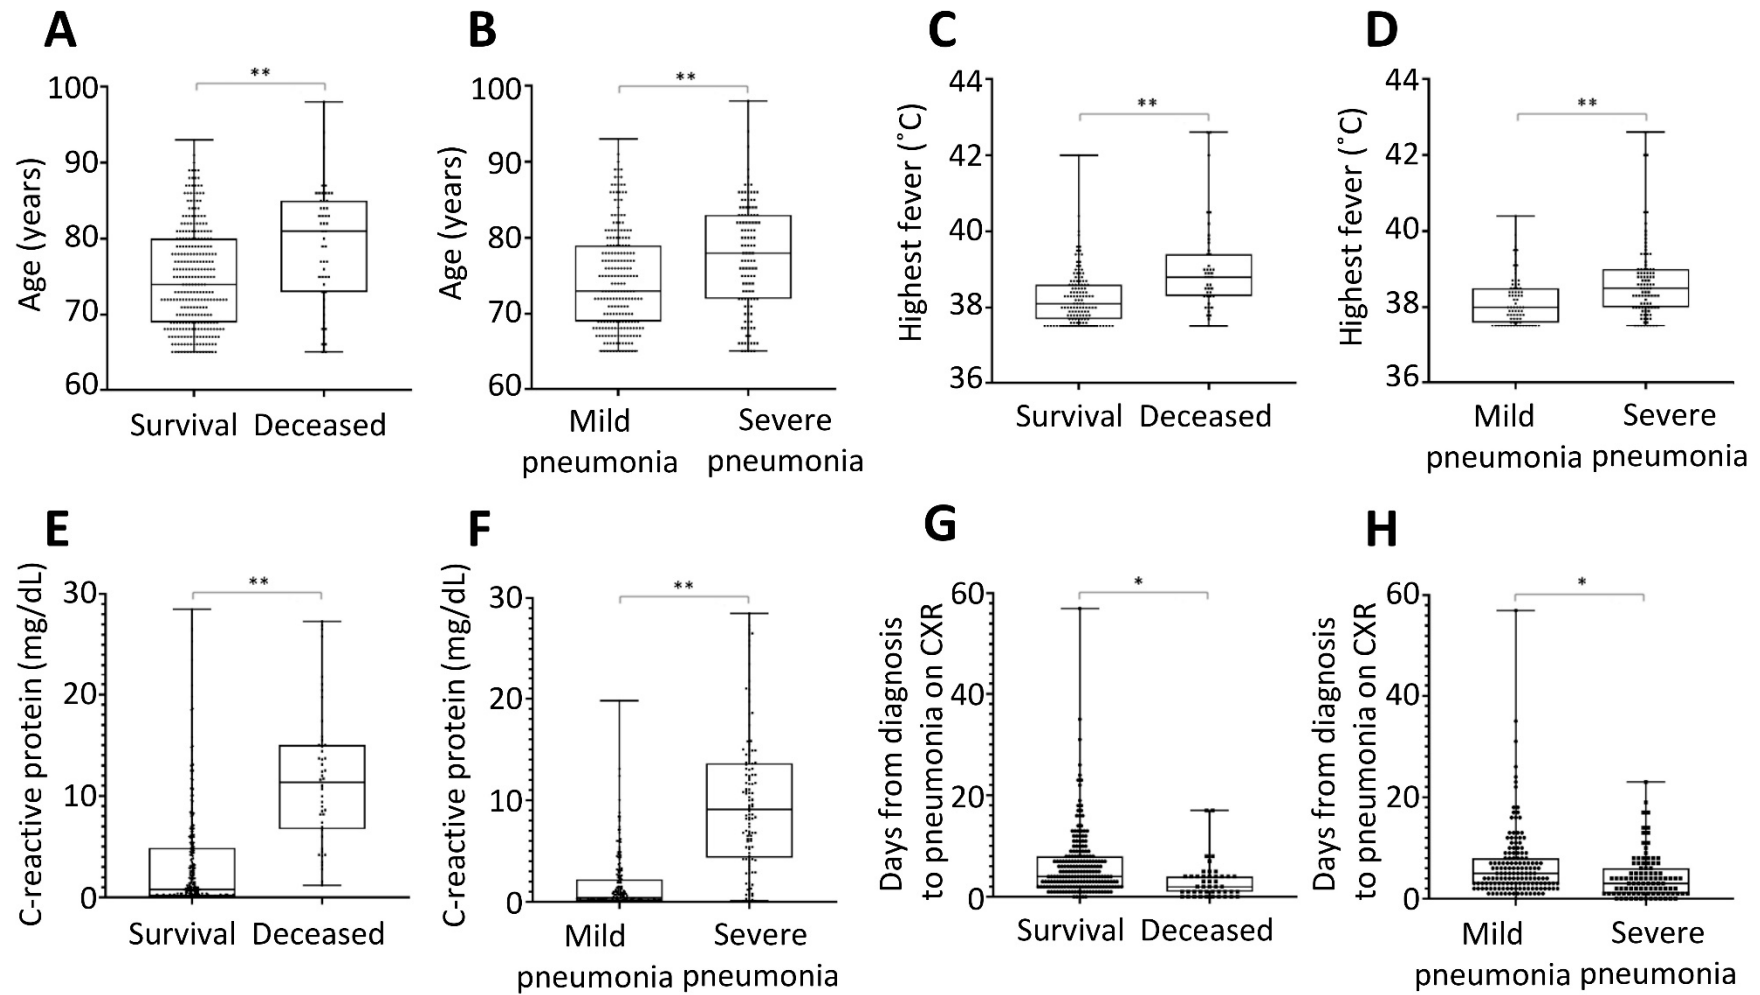 A
**
100
90
80
70
60
Age (years)
Survival Deceased
B
**
100
90
80
70
60
Age (years)
Mild Severe
pneumonia pneumonia
C
**
44
42
40
38
36
Highest fever (˚C)
Survival Deceased
D
**
44
42
40
38
36
Highest fever (˚C)
Mild Severe
pneumonia pneumonia
E
**
30
20
10
0
C-reactive protein (mg/dL)
Survival Deceased
F
**
30
20
10
0
C-reactive protein (mg/dL)
Mild Severe
pneumonia pneumonia
G
*
60
40
20
0
Days from diagnosis
to pneumonia on CXR
Survival Deceased
H
*
60
40
20
0
Days from diagnosis
to pneumonia on CXR
Mild Severe
pneumonia pneumonia